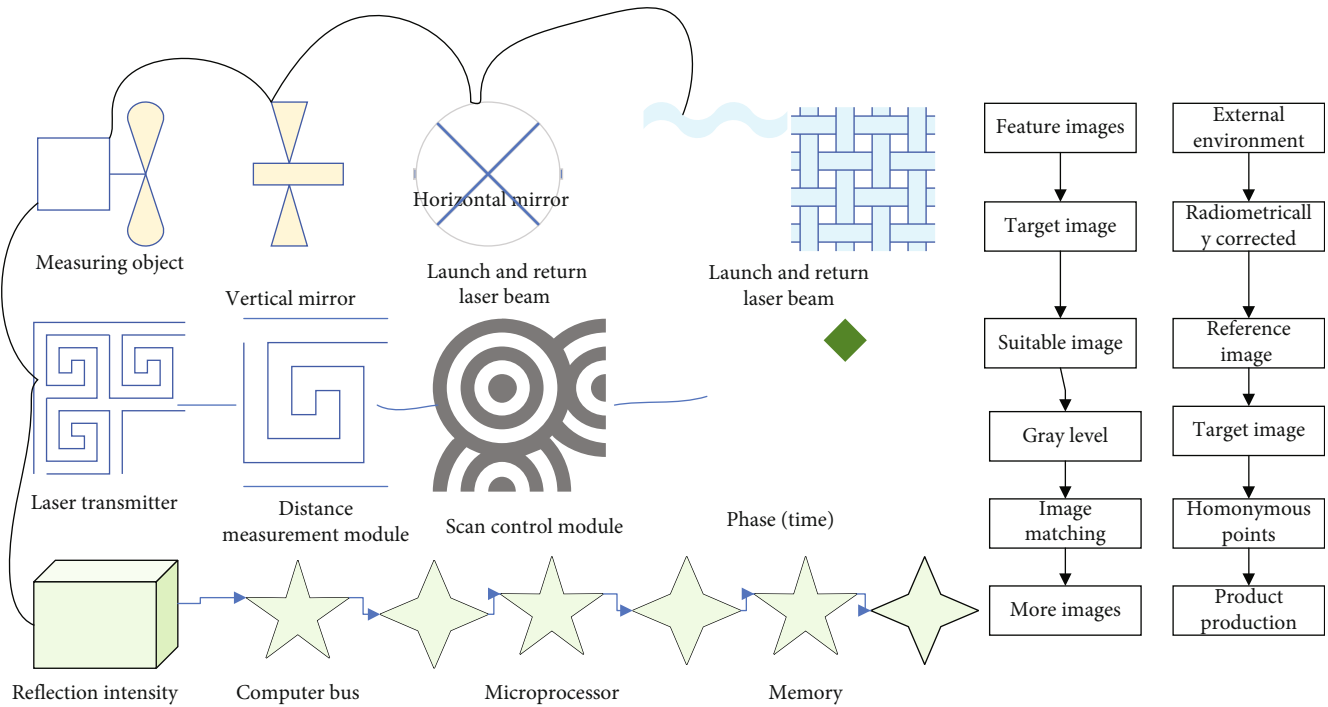 Horizontal mirror
Measuring object
Vertical mirror
Launch and return
laser beam
Launch and return
laser beam
Laser transmitter
Distance
measurement module
Scan control module
Phase (time)
Reflection intensity
Computer bus
Microprocessor
Memory
Feature images
Target image
Suitable image
Gray level
Image
matching
More images
External
environment
Radiometricall
y corrected
Reference
image
Target image
Homonymous
points
Product
production